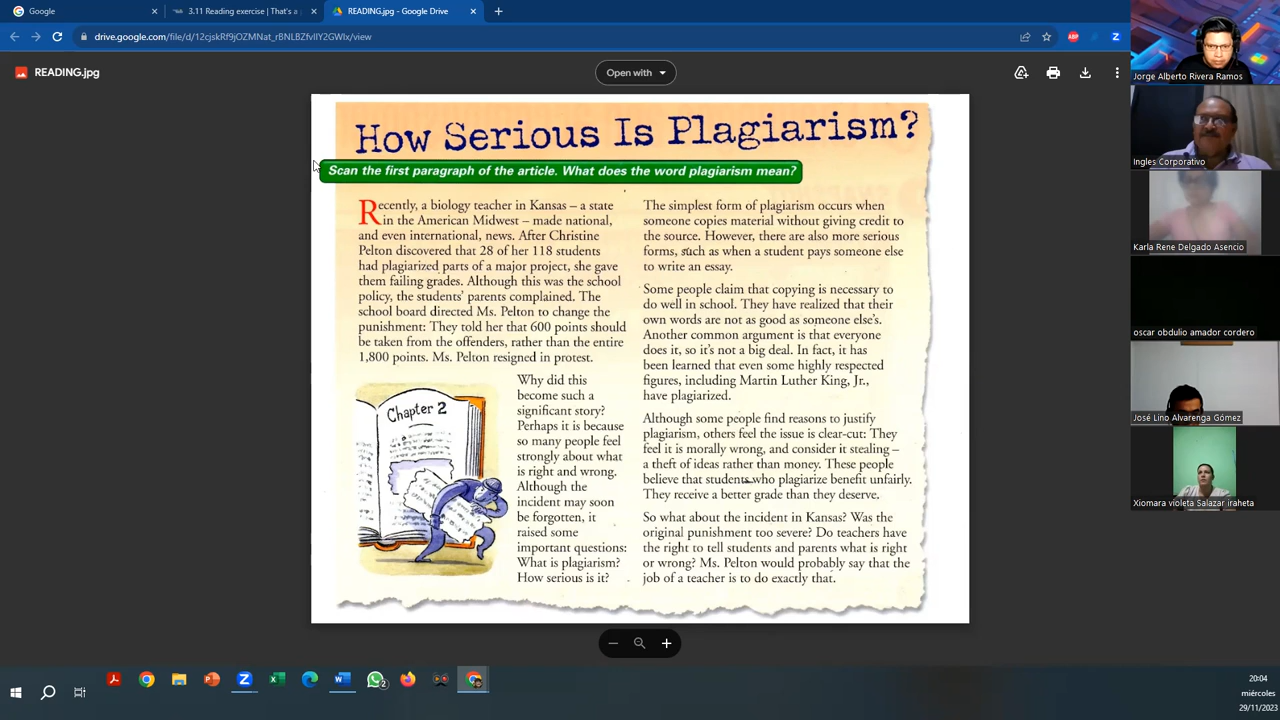 Google
3.11 Reading exercise | That's a
READING.jpg - Google Drive
drive.google.com/file/d/12cjskRf9jOZMNat_rBNLBZfvIIY2GWIx/view
READING.jpg
Open with
How Serious Is Plagiarism?
Scan the first paragraph of the article. What does the word plagiarism mean?
Recently, a biology teacher in Kansas – a state
in the American Midwest – made national,
and even international, news. After Christine
Pelton discovered that 28 of her 118 students
had plagiarized parts of a major project, she gave
them failing grades. Although this was the school
policy, the students' parents complained. The
school board directed Ms. Pelton to change the
punishment: They told her that 600 points should
be taken from the offenders, rather than the entire
1,800 points. Ms. Pelton resigned in protest.
Chapter 2
Why did this
become such a
significant story?
Perhaps it is because
so many people feel
strongly about what
is right and wrong.
Although the
incident may soon
be forgotten, it
raised some
important questions:
What is plagiarism?
How serious is it?
The simplest form of plagiarism occurs when
someone copies material without giving credit to
the source. However, there are also more serious
forms, such as when a student pays someone else
to write an essay.
Some people claim that copying is necessary to
do well in school. They have realized that their
own words are not as good as someone else's.
Another common argument is that everyone
does it, so it's not a big deal. In fact, it has
been learned that even some highly respected
figures, including Martin Luther King, Jr.,
have plagiarized.
Although some people find reasons to justify
plagiarism, others feel the issue is clear-cut: They
feel it is morally wrong, and consider it stealing –
a theft of ideas rather than money. These people
believe that students who plagiarize benefit unfairly.
They receive a better grade than they deserve.
So what about the incident in Kansas? Was the
original punishment too severe? Do teachers have
the right to tell students and parents what is right
or wrong? Ms. Pelton would probably say that the
job of a teacher is to do exactly that.
Jorge Alberto Rivera Ramos
Ingles Corporativo
Karla Rene Delgado Asencio
oscar obdulio amador cordero
José Lino Alvarenga Gómez
Xiomara violeta Salazar iraheta
20:04
miércoles
29/11/2023